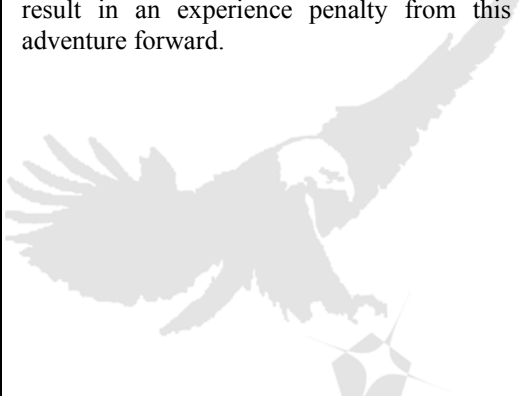 result in an experience penalty from this
adventure forward.